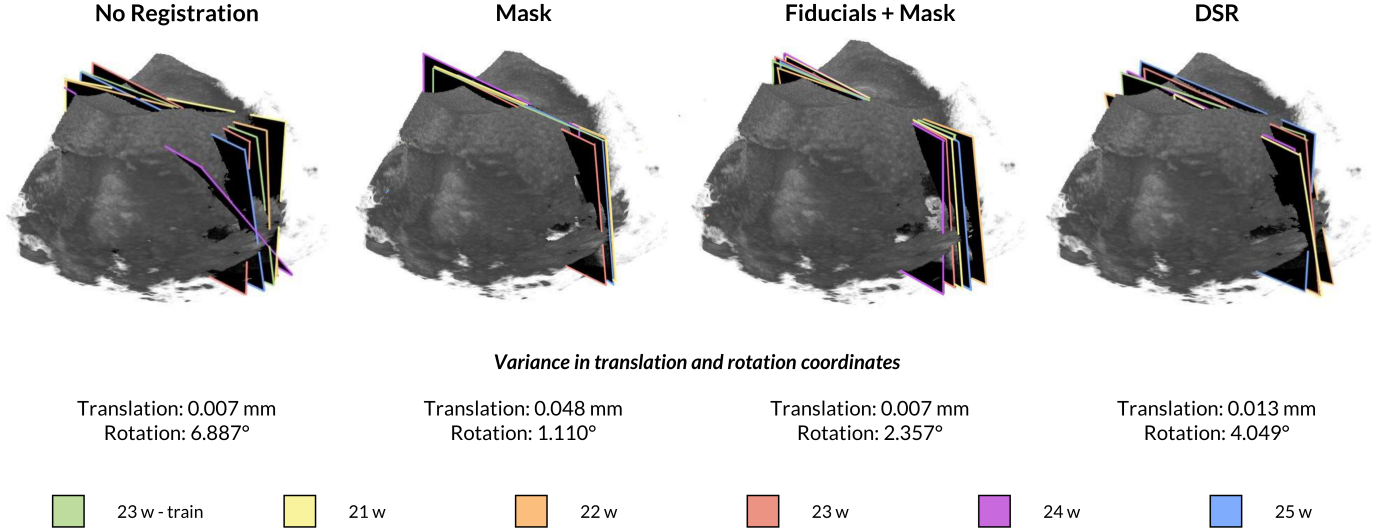 No Registration
Mask
Fiducials + Mask
DSR
Variance in translation and rotation coordinates
Translation: 0.007 mm
Rotation: 6.887°
Translation: 0.048 mm
Rotation: 1.110°
Translation: 0.007 mm
Rotation: 2.357°
Translation: 0.013 mm
Rotation: 4.049°
23 w - train
21 w
22 w
23 w
24 w
25 w